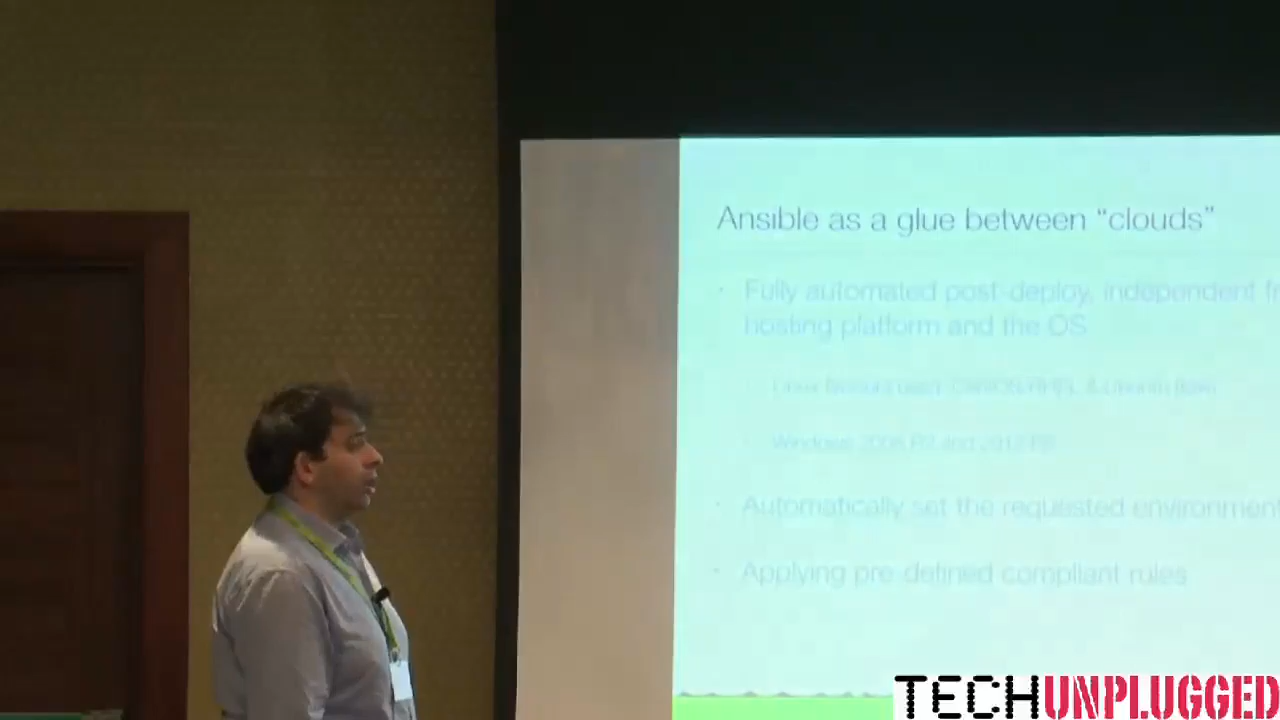 Ansible as a glue between “clouds”
• Fully automated post-deploy, independent
hosting platform and the OS
Windows 2008 R2 and 2012 R2
• Automatically set the requested environment
• Applying pre-defined compliant rules
TECHUNPLUGGED